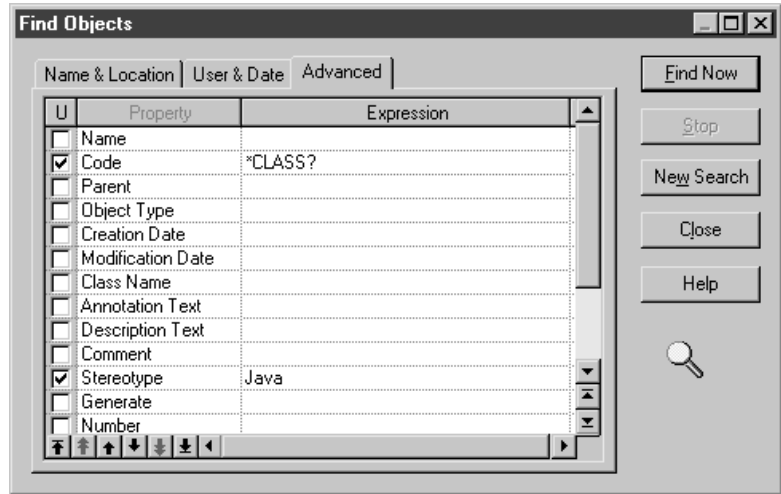 Find Objects
Name & Location User & Date Advanced
U Property Expression
Name
Code *CLASS?
Parent
Object Type
Creation Date
Modification Date
Class Name
Annotation Text
Description Text
Comment
Stereotype Java
Generate
Number
Find Now
Stop
New Search
Close
Help